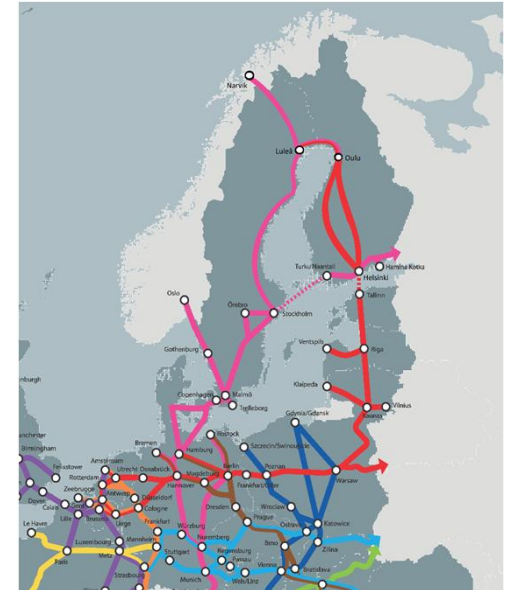 Narvik
Luleå
Oulu
Turku/Naantali
Hamina Kotka
Helsinki
Oslo
Örebro
Stockholm
Tallinn
Gothenburg
Ventspils
Riga
Klaipeda
Copenhagen
Malmö
Trelleborg
Vilnius
Kaunas
Gdynia/Gdansk
Rostock
Bremen
Hamburg
Szczecin/Swinoujscie
Birmingham
Amsterdam
Felixstowe
Rotterdam
Utrecht
Osnabrück
Hannover
Magdeburg
Berlin
Frankfurt/Oder
Poznan
Warsaw
Zeebrugge
Antwerp
Düsseldorf
Dover
Calais
Cologne
Dresden
Wroclaw
Lille
Liège
Le Havre
Frankfurt
Prague
Ostrava
Katowice
Luxembourg
Mannheim
Würzburg
Nuremberg
Brno
Zilina
Paris
Metz
Stuttgart
Regensburg
Passau
Strasbourg
Munich
Wels/Linz
Vienna
Bratislava